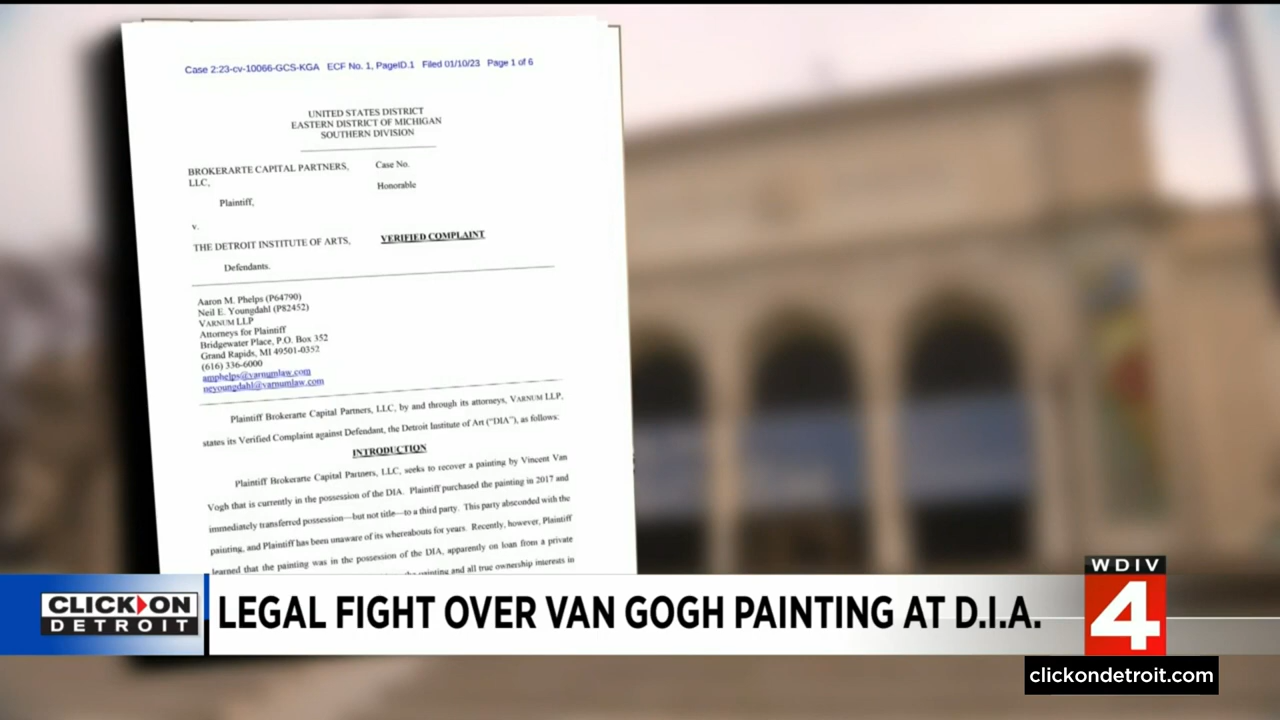 Case 2:23-cv-10066-GCS-KGA ECF No. 1, PageID.1 Filed 01/10/23 Page 1 of 6
UNITED STATES DISTRICT
EASTERN DISTRICT OF MICHIGAN
SOUTHERN DIVISION
BROKERARTE CAPITAL PARTNERS,
LLC,
Plaintiff,
v.
THE DETROIT INSTITUTE OF ARTS,
Defendants.
Case No.
Honorable
VERIFIED COMPLAINT
Aaron M. Phelps (P64790)
Neil E. Youngdahl (P82452)
VARNUM LLP
Attorneys for Plaintiff
Bridgewater Place, P.O. Box 352
Grand Rapids, MI 49501-0352
(616) 336-6000
amphelps@varnumlaw.com
neyoungdahl@varnumlaw.com
Plaintiff Brokerarte Capital Partners, LLC, by and through its attorneys, VARNUM LLP,
states its Verified Complaint against Defendant, the Detroit Institute of Art ("DIA"), as follows:
INTRODUCTION
Plaintiff Brokerarte Capital Partners, LLC, seeks to recover a painting by Vincent Van
Vogh that is currently in the possession of the DIA. Plaintiff purchased the painting in 2017 and
immediately transferred possession—but not title—to a third party. This party absconded with the
painting, and Plaintiff has been unaware of its whereabouts for years. Recently, however, Plaintiff
learned that the painting was in the possession of the DIA, apparently on loan from a private
painting and all true ownership interests in
CLICK ON
DETROIT
LEGAL FIGHT OVER VAN GOGH PAINTING AT D.I.A.
WDIV
4
clickondetroit.com